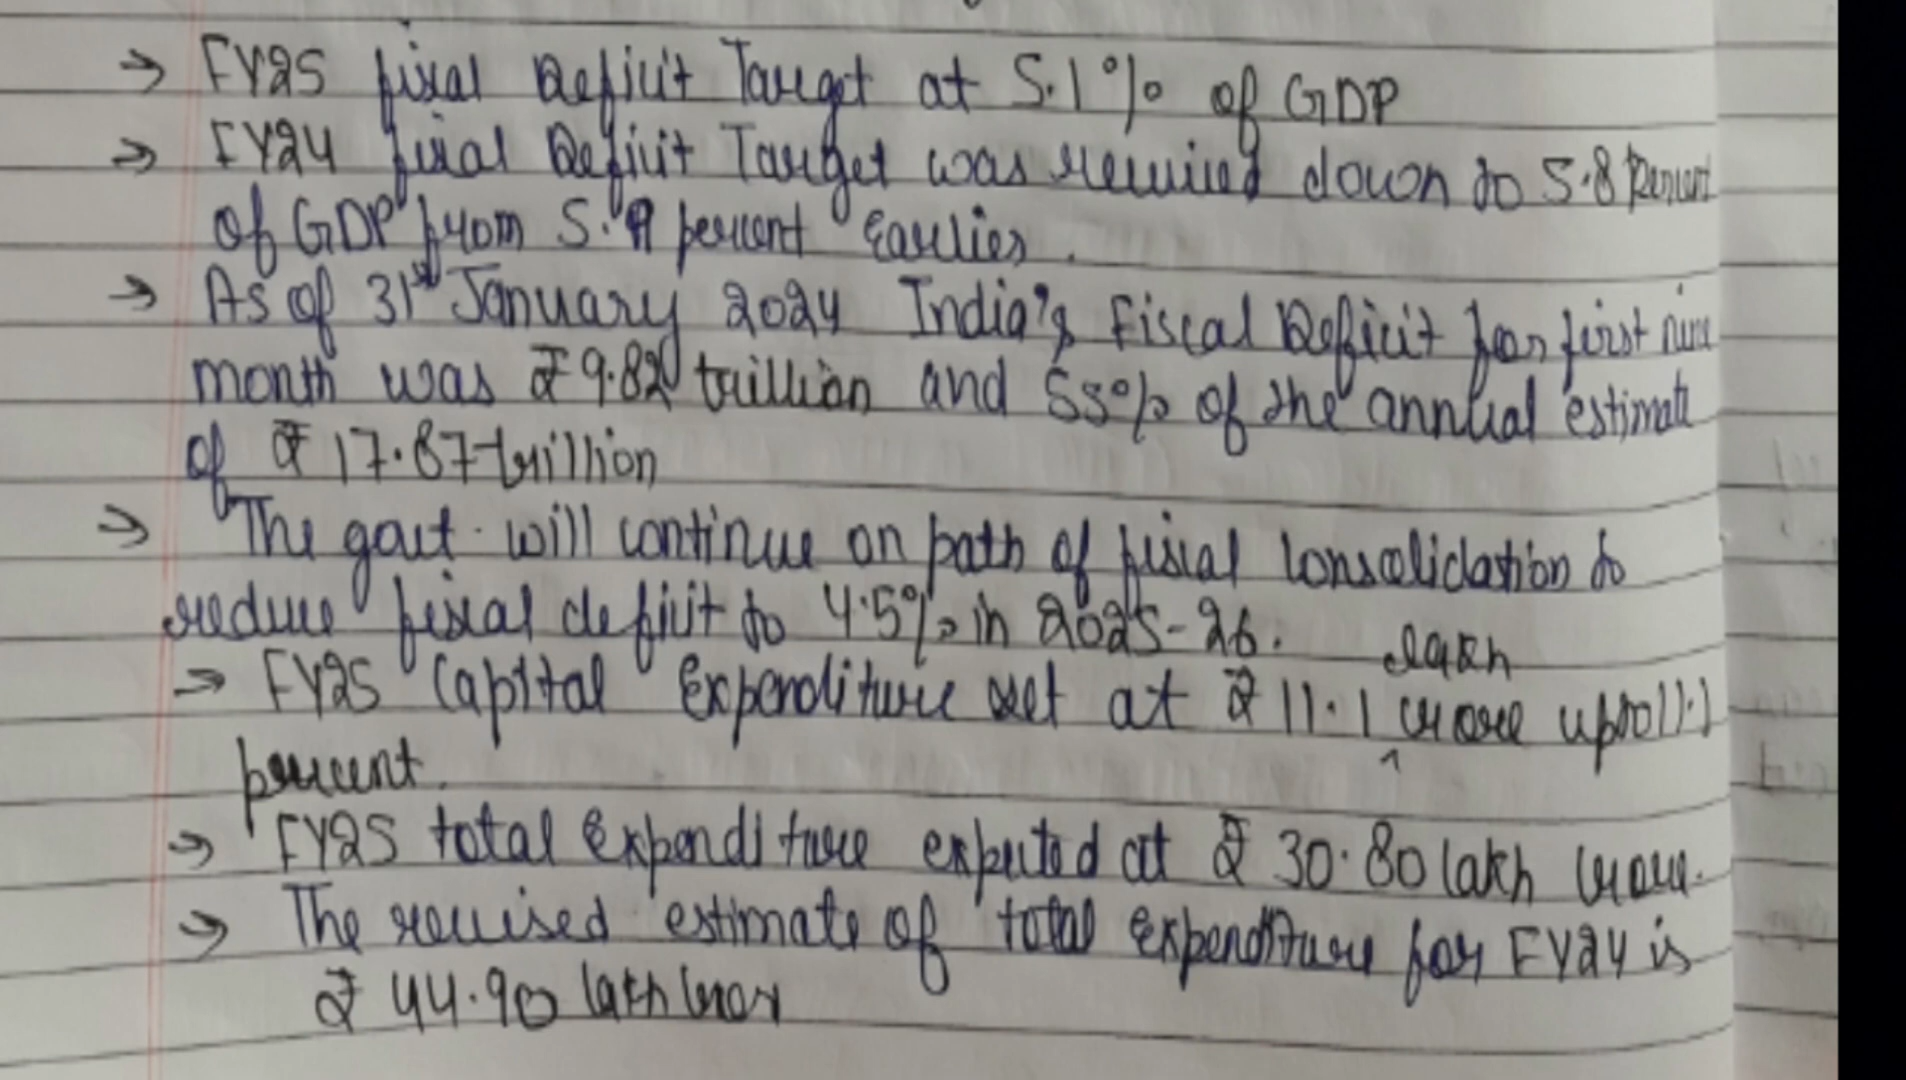 → FY25 fiscal Deficit Target at 5.1% of GDP
→ FY24 fiscal Deficit Target was revised down to 5.8 percent
of GDP from 5.9 percent Earlier.
→ As of 31st January 2024 India's Fiscal Deficit for first nine
month was ₹9.82 trillion and 55% of the annual estimate
of ₹17.87 trillion
→ The govt. will continue on path of fiscal consolidation to
reduce fiscal deficit to 4.5% in 2025-26.
→ FY25 Capital Expenditure set at ₹11.1 lakh crore upto 11.1
percent.
→ FY25 total Expenditure expected at ₹30.80 lakh crore.
→ The revised estimate of total Expenditure for FY24 is
₹44.90 lakh cror